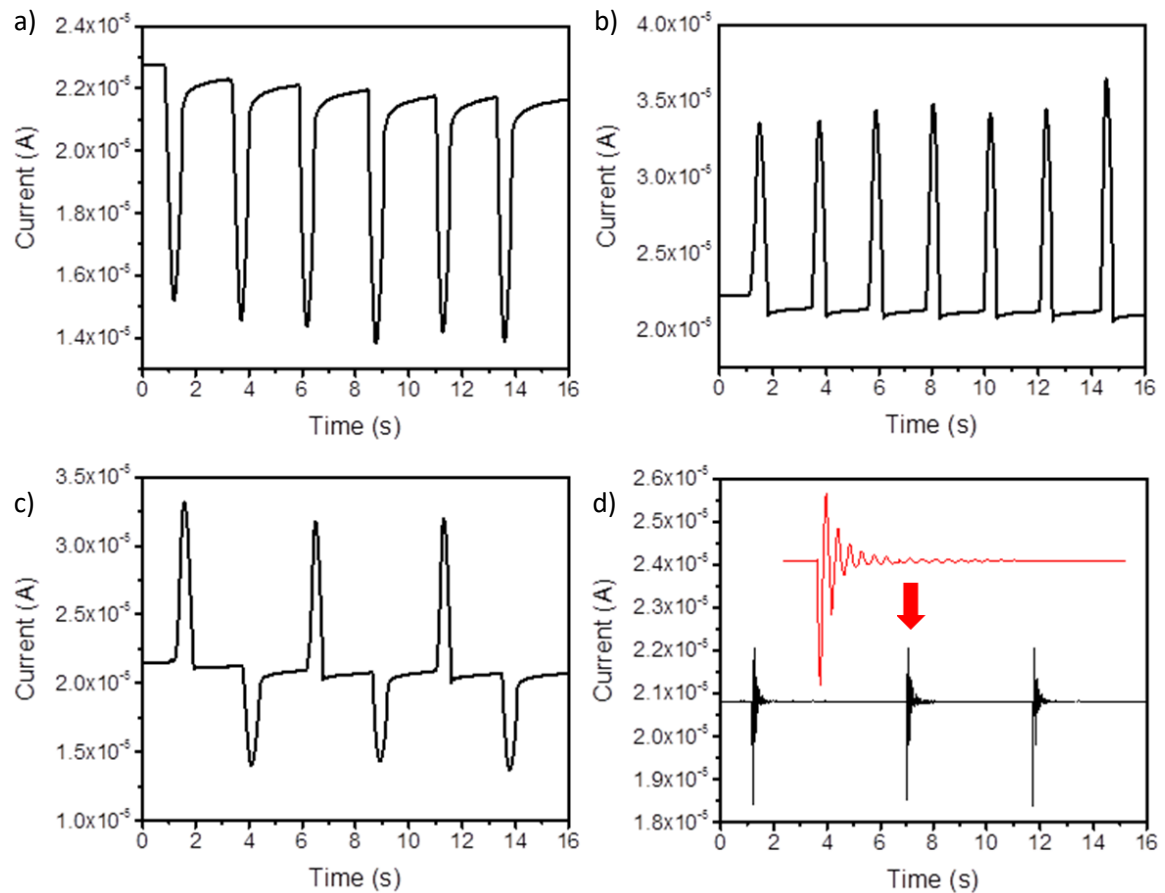 a)
2.4x10⁻⁵
2.2x10⁻⁵
2.0x10⁻⁵
1.8x10⁻⁵
1.6x10⁻⁵
1.4x10⁻⁵
Current (A)
0 2 4 6 8 10 12 14 16
Time (s)
b)
4.0x10⁻⁵
3.5x10⁻⁵
3.0x10⁻⁵
2.5x10⁻⁵
2.0x10⁻⁵
Current (A)
0 2 4 6 8 10 12 14 16
Time (s)
c)
3.5x10⁻⁵
3.0x10⁻⁵
2.5x10⁻⁵
2.0x10⁻⁵
1.5x10⁻⁵
1.0x10⁻⁵
Current (A)
0 2 4 6 8 10 12 14 16
Time (s)
d)
2.6x10⁻⁵
2.5x10⁻⁵
2.4x10⁻⁵
2.3x10⁻⁵
2.2x10⁻⁵
2.1x10⁻⁵
2.0x10⁻⁵
1.9x10⁻⁵
1.8x10⁻⁵
Current (A)
0 2 4 6 8 10 12 14 16
Time (s)